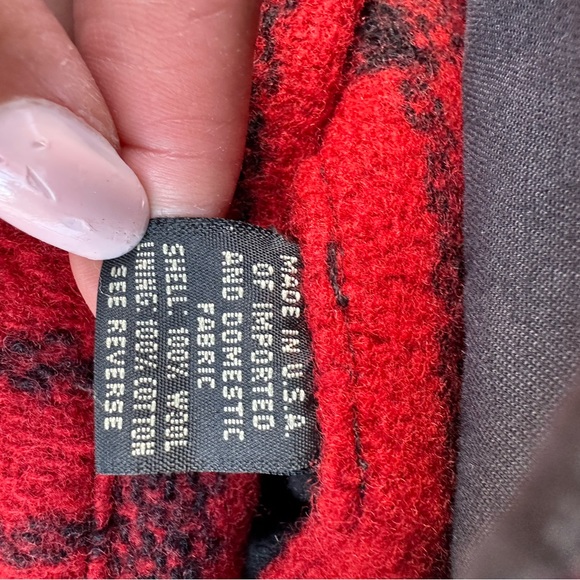 MADE IN U.S.A.
OF IMPORTED
AND DOMESTIC
FABRIC
SHELL: 100% WOOL
LINING: 100% COTTON
SEE REVERSE